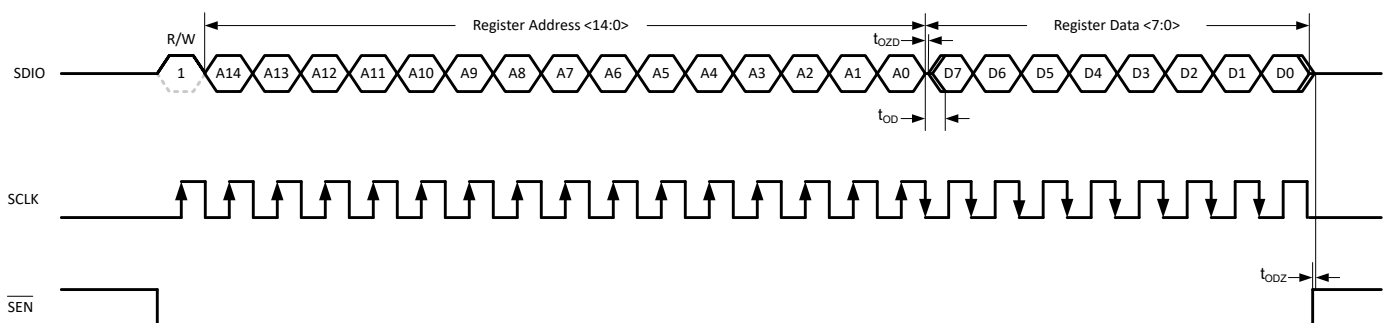 Register Address <14:0>
Register Data <7:0>
R/W
tOZD
SDIO
1 A14 A13 A12 A11 A10 A9 A8 A7 A6 A5 A4 A3 A2 A1 A0 D7 D6 D5 D4 D3 D2 D1 D0
tOD
SCLK
tODZ
SEN